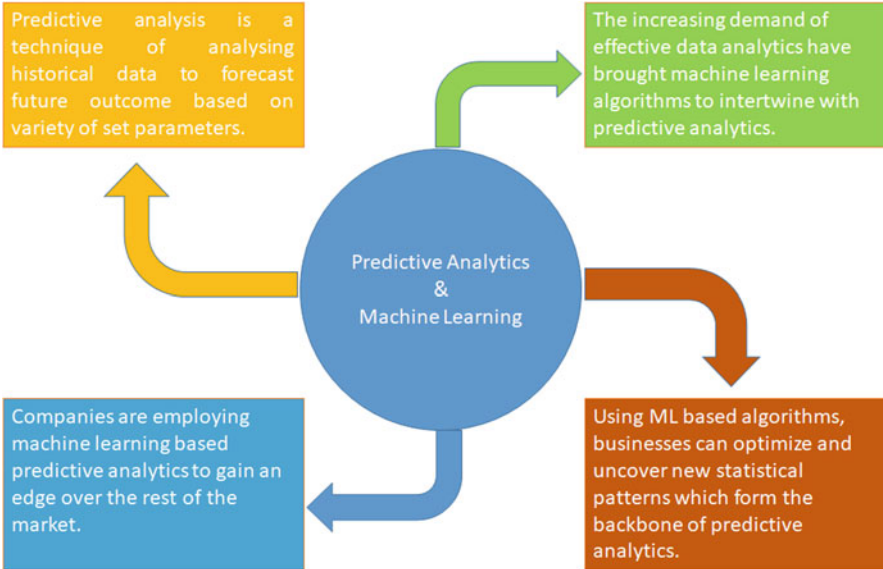 Predictive analysis is a
technique of analysing
historical data to forecast
future outcome based on
variety of set parameters.
The increasing demand of
effective data analytics have
brought machine learning
algorithms to intertwine with
predictive analytics.
Predictive Analytics
&
Machine Learning
Companies are employing
machine learning based
predictive analytics to gain an
edge over the rest of the
market.
Using ML based algorithms,
businesses can optimize and
uncover new statistical
patterns which form the
backbone of predictive
analytics.